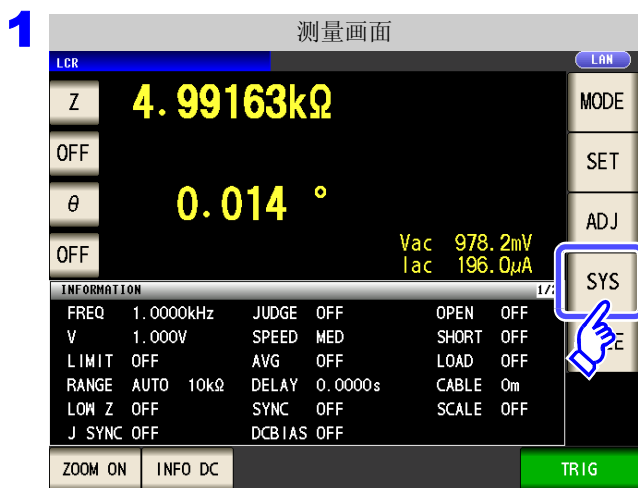 1
测量画面
LCR
LAN
Z 4.99163kΩ
MODE
OFF
SET
θ 0.014 °
ADJ
OFF
Vac 978.2mV
Iac 196.0µA
SYS
INFORMATION
FREQ 1.0000kHz JUDGE OFF OPEN OFF
V 1.000V SPEED MED SHORT OFF
LIMIT OFF AVG OFF LOAD OFF
RANGE AUTO 10kΩ DELAY 0.0000s CABLE 0m
LOW Z OFF SYNC OFF SCALE OFF
J SYNC OFF DCBIAS OFF
ZOOM ON INFO DC TRIG